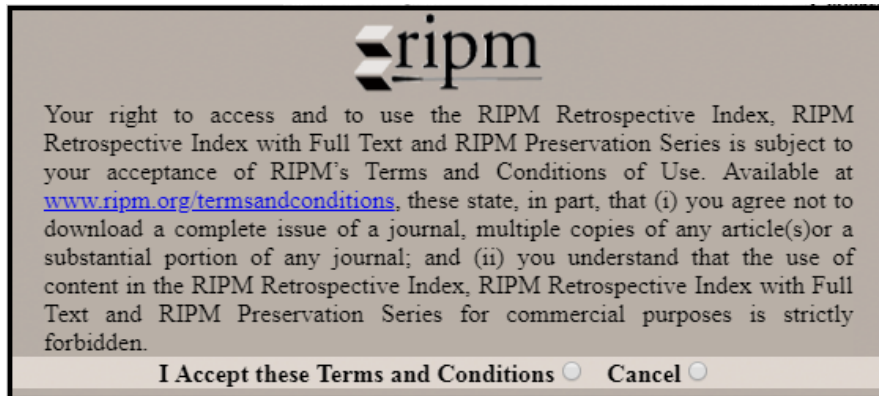 ripm
Your right to access and to use the RIPM Retrospective Index, RIPM
Retrospective Index with Full Text and RIPM Preservation Series is subject to
your acceptance of RIPM's Terms and Conditions of Use. Available at
www.ripm.org/termsandconditions, these state, in part, that (i) you agree not to
download a complete issue of a journal, multiple copies of any article(s)or a
substantial portion of any journal; and (ii) you understand that the use of
content in the RIPM Retrospective Index, RIPM Retrospective Index with Full
Text and RIPM Preservation Series for commercial purposes is strictly
forbidden.
I Accept these Terms and Conditions Cancel